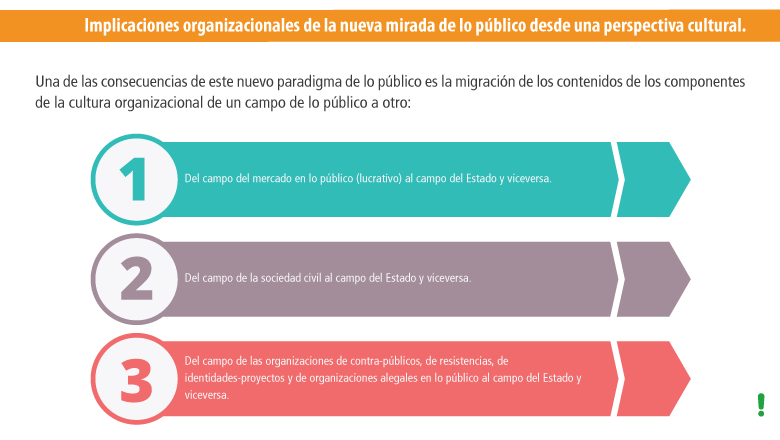 Implicaciones organizacionales de la nueva mirada de lo público desde una perspectiva cultural.
Una de las consecuencias de este nuevo paradigma de lo público es la migración de los contenidos de los componentes
de la cultura organizacional de un campo de lo público a otro:
1
Del campo del mercado en lo público (lucrativo) al campo del Estado y viceversa.
2
Del campo de la sociedad civil al campo del Estado y viceversa.
3
Del campo de las organizaciones de contra-públicos, de resistencias, de
identidades-proyectos y de organizaciones alegales en lo público al campo del Estado y
viceversa.
!